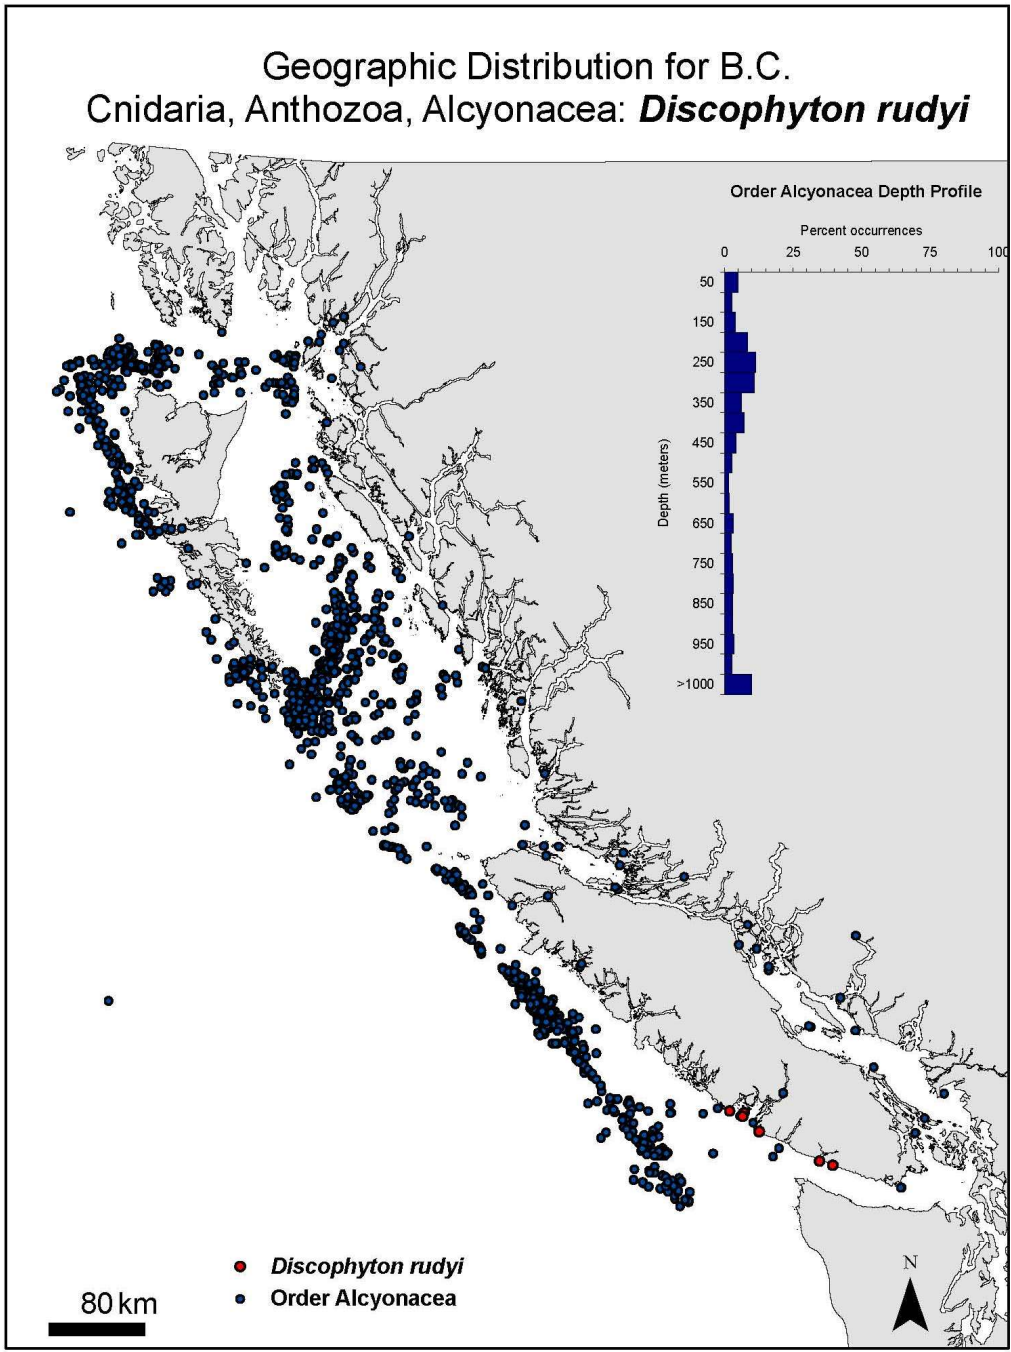 Geographic Distribution for B.C.
Cnidaria, Anthozoa, Alcyonacea: Discophyton rudyi
Order Alcyonacea Depth Profile
Percent occurrences
0 25 50 75 100
50
150
250
350
450
550
650
750
850
950
>1000
Depth (meters)
Discophyton rudyi
Order Alcyonacea
80 km
N